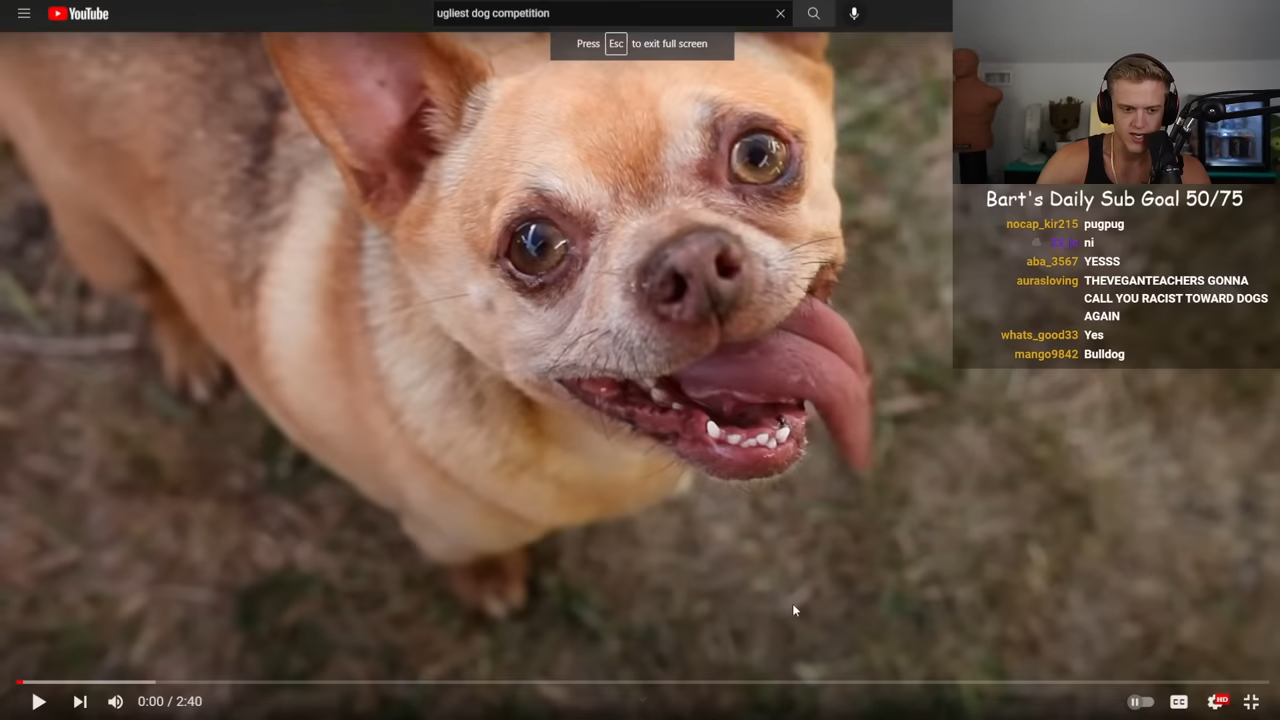 YouTube
ugliest dog competition
Press Esc to exit full screen
Bart's Daily Sub Goal 50/75
nocap_kir215 pugpug
ni
aba_3567 YESSS
aurasloving THEVEGANTEACHERS GONNA
CALL YOU RACIST TOWARD DOGS
AGAIN
whats_good33 Yes
mango9842 Bulldog
0:00 / 2:40
CC
HD